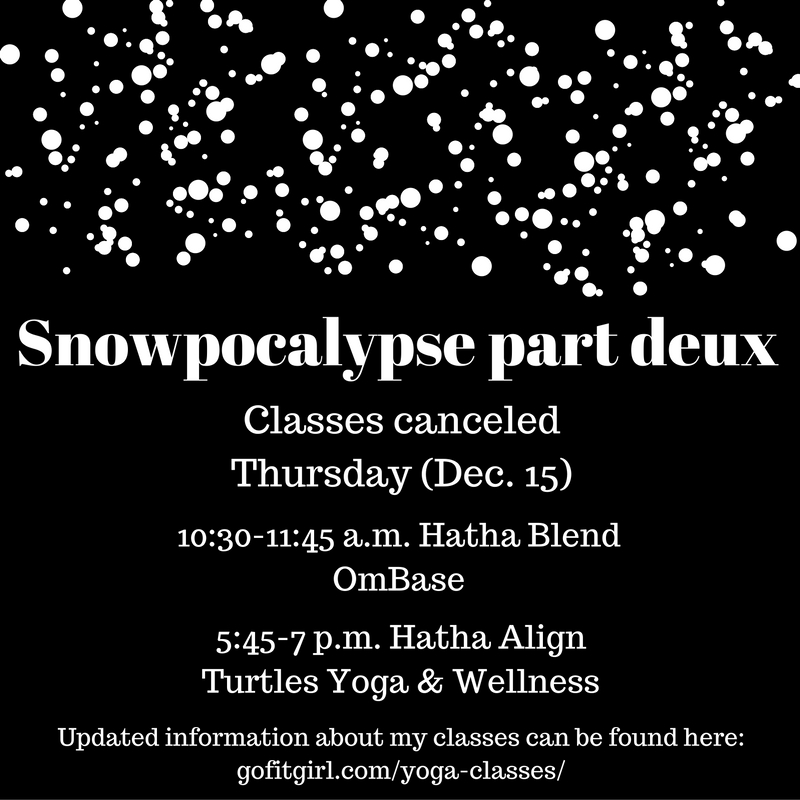 Snowpocalypse part deux
Classes canceled
Thursday (Dec. 15)
10:30-11:45 a.m. Hatha Blend
OmBase
5:45-7 p.m. Hatha Align
Turtles Yoga & Wellness
Updated information about my classes can be found here:
gofitgirl.com/yoga-classes/